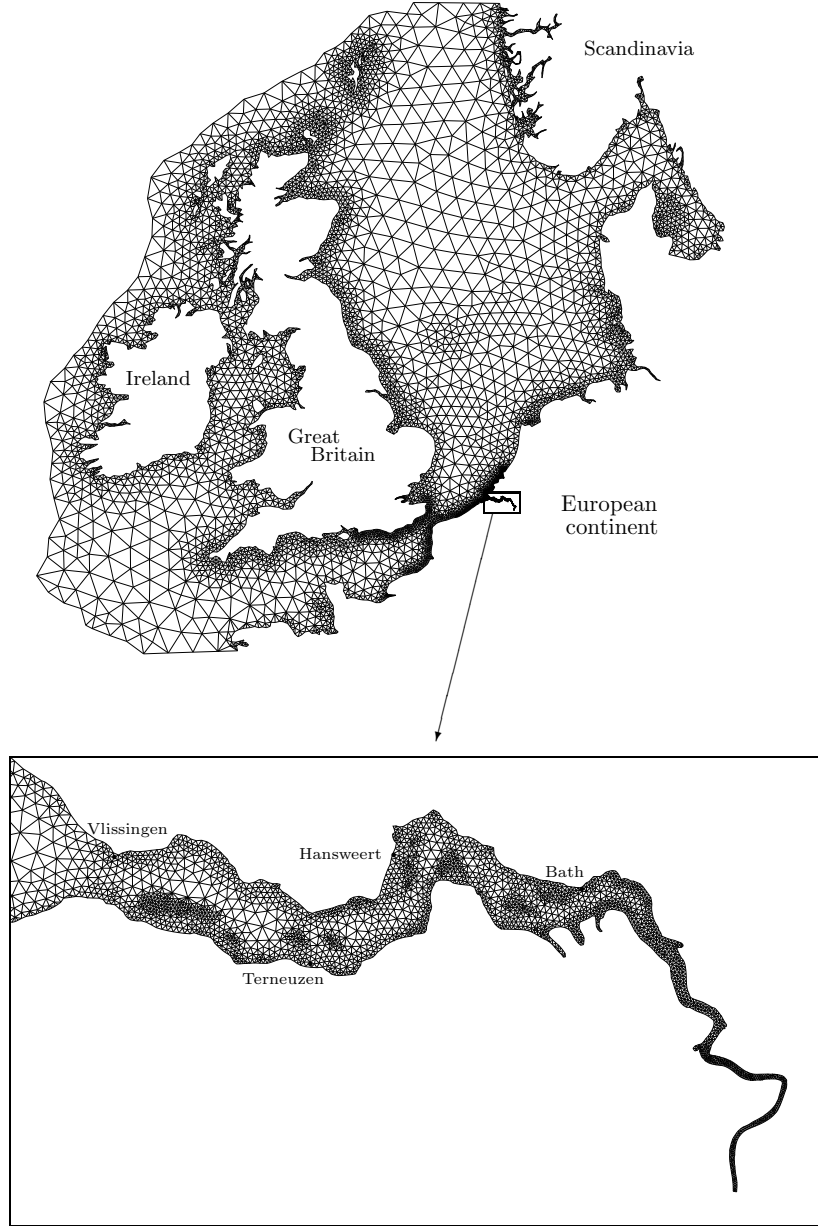 Scandinavia
Ireland
Great
Britain
European
continent
Vlissingen
Hansweert
Bath
Terneuzen